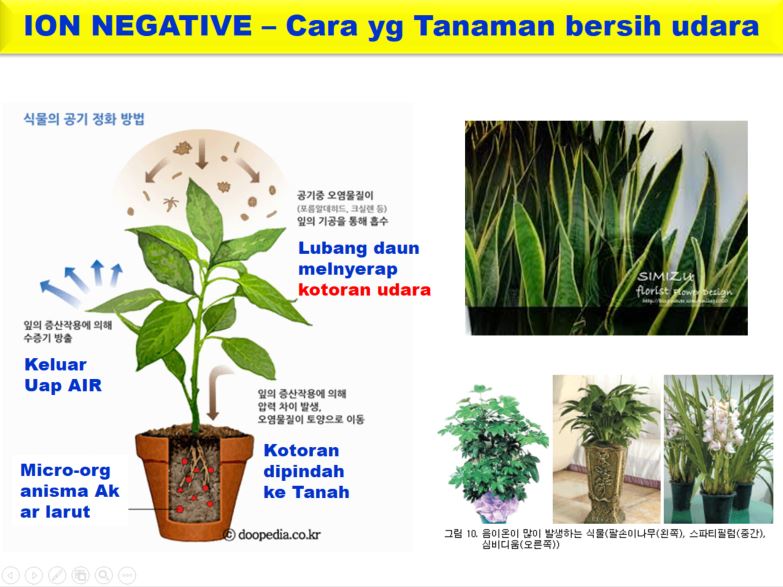 ION NEGATIVE – Cara yg Tanaman bersih udara
식물의 공기 정화 방법
공기중 오염물질이
(포름알데히드, 크실렌 등)
잎의 기공을 통해 흡수
Lubang daun
melnyerap
kotoran udara
잎의 증산작용에 의해
수증기 방출
Keluar
Uap AIR
잎의 증산작용에 의해
압력 차이 발생,
오염물질이 토양으로 이동
Kotoran
dipindah
ke Tanah
Micro-org
anisma Ak
ar larut
© doopedia.co.kr
SIMIZU
florist Flower Design
그림 10. 음이온이 많이 발생하는 식물(팔손이나무(왼쪽), 스파티필럼(중간),
심비디움(오른쪽))